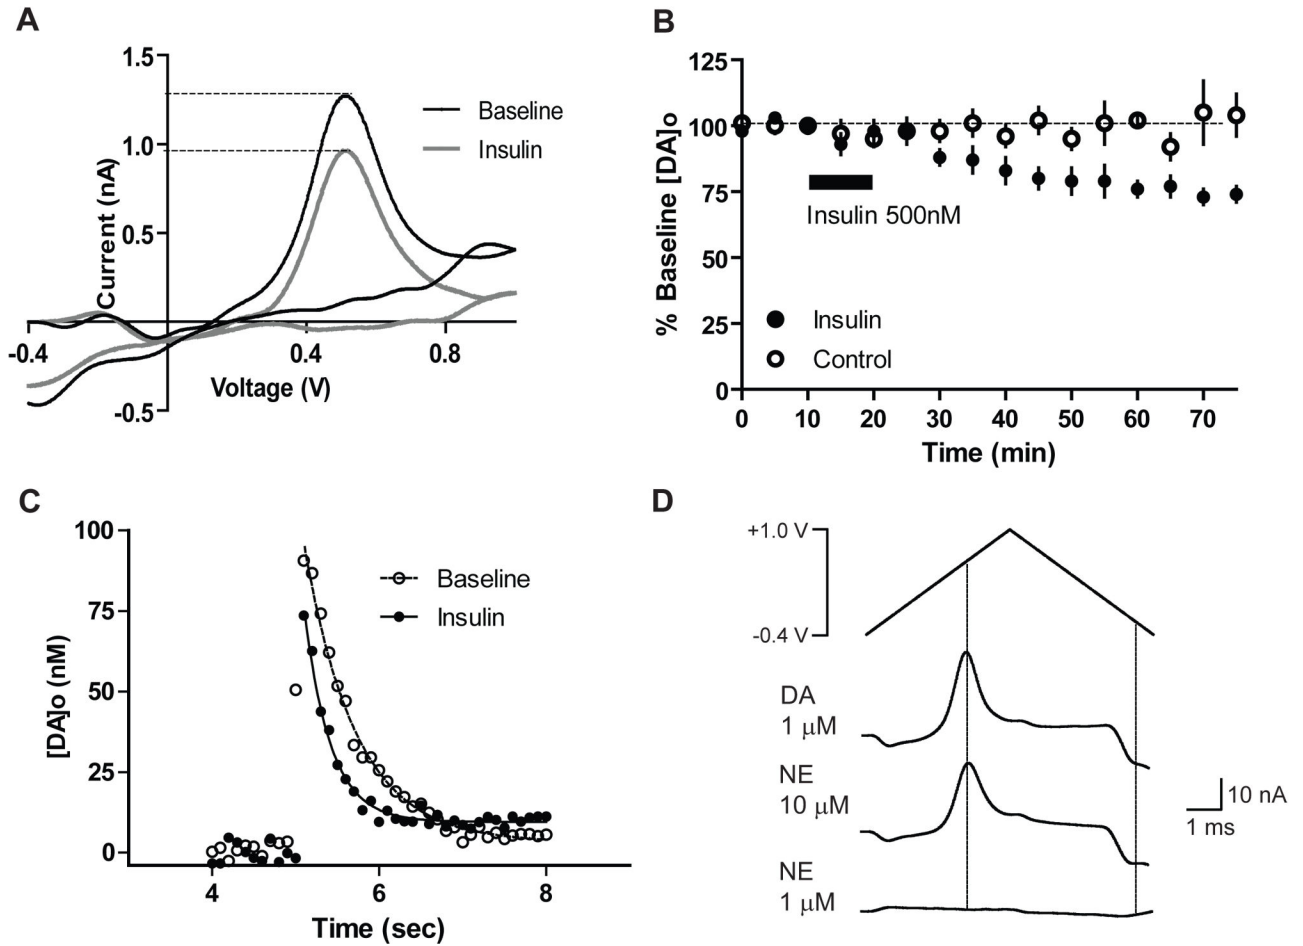 A
1.5
1.0
0.5
-0.5
-0.4
0.4
0.8
Current (nA)
Voltage (V)
Baseline
Insulin
B
125
100
75
50
25
0
% Baseline [DA]o
Insulin 500nM
Insulin
Control
0 10 20 30 40 50 60 70
Time (min)
C
100
75
50
25
0
[DA]o (nM)
Baseline
Insulin
4 6 8
Time (sec)
D
+1.0 V
-0.4 V
DA
1 μM
NE
10 μM
NE
1 μM
10 nA
1 ms